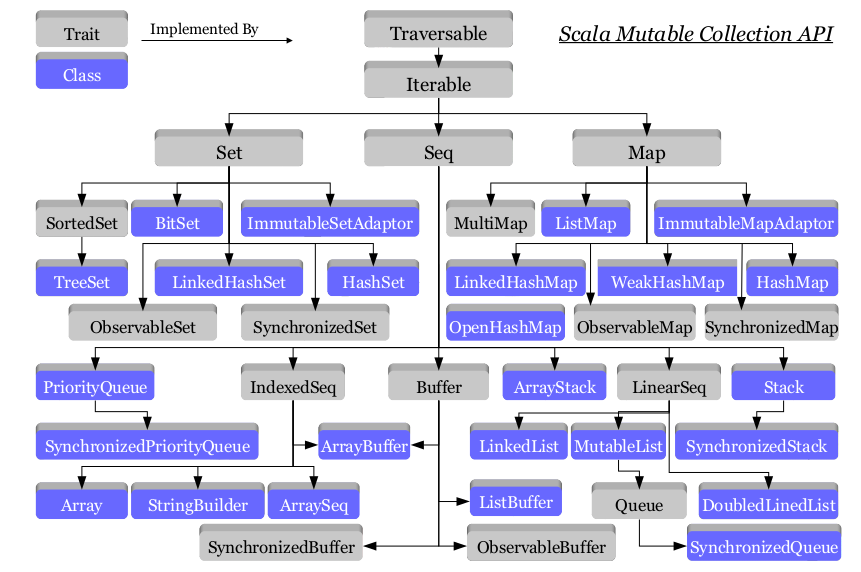 Trait
Implemented By
Traversable
Scala Mutable Collection API
Class
Iterable
Set
Seq
Map
SortedSet
BitSet
ImmutableSetAdaptor
MultiMap
ListMap
ImmutableMapAdaptor
TreeSet
LinkedHashSet
HashSet
LinkedHashMap
WeakHashMap
HashMap
ObservableSet
SynchronizedSet
OpenHashMap
ObservableMap
SynchronizedMap
PriorityQueue
IndexedSeq
Buffer
ArrayStack
LinearSeq
Stack
SynchronizedPriorityQueue
ArrayBuffer
LinkedList
MutableList
SynchronizedStack
Array
StringBuilder
ArraySeq
ListBuffer
Queue
DoubledLinedList
SynchronizedBuffer
ObservableBuffer
SynchronizedQueue